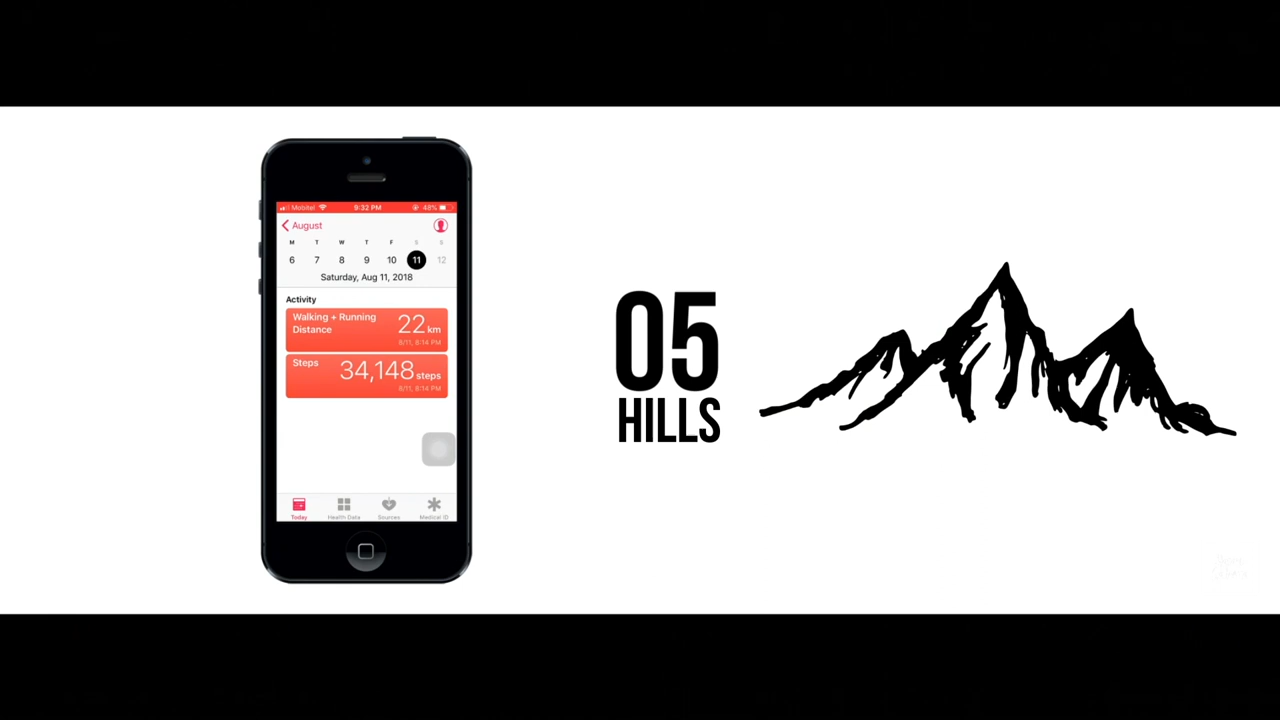 Mobitel 9:32 PM 48%
August
M T W T F S S
6 7 8 9 10 11 12
Saturday, Aug 11, 2018
Activity
Walking + Running
Distance
22 km
8/11, 8:14 PM
Steps
34,148 steps
8/11, 8:14 PM
Today Health Data Sources Medical ID
05
HILLS